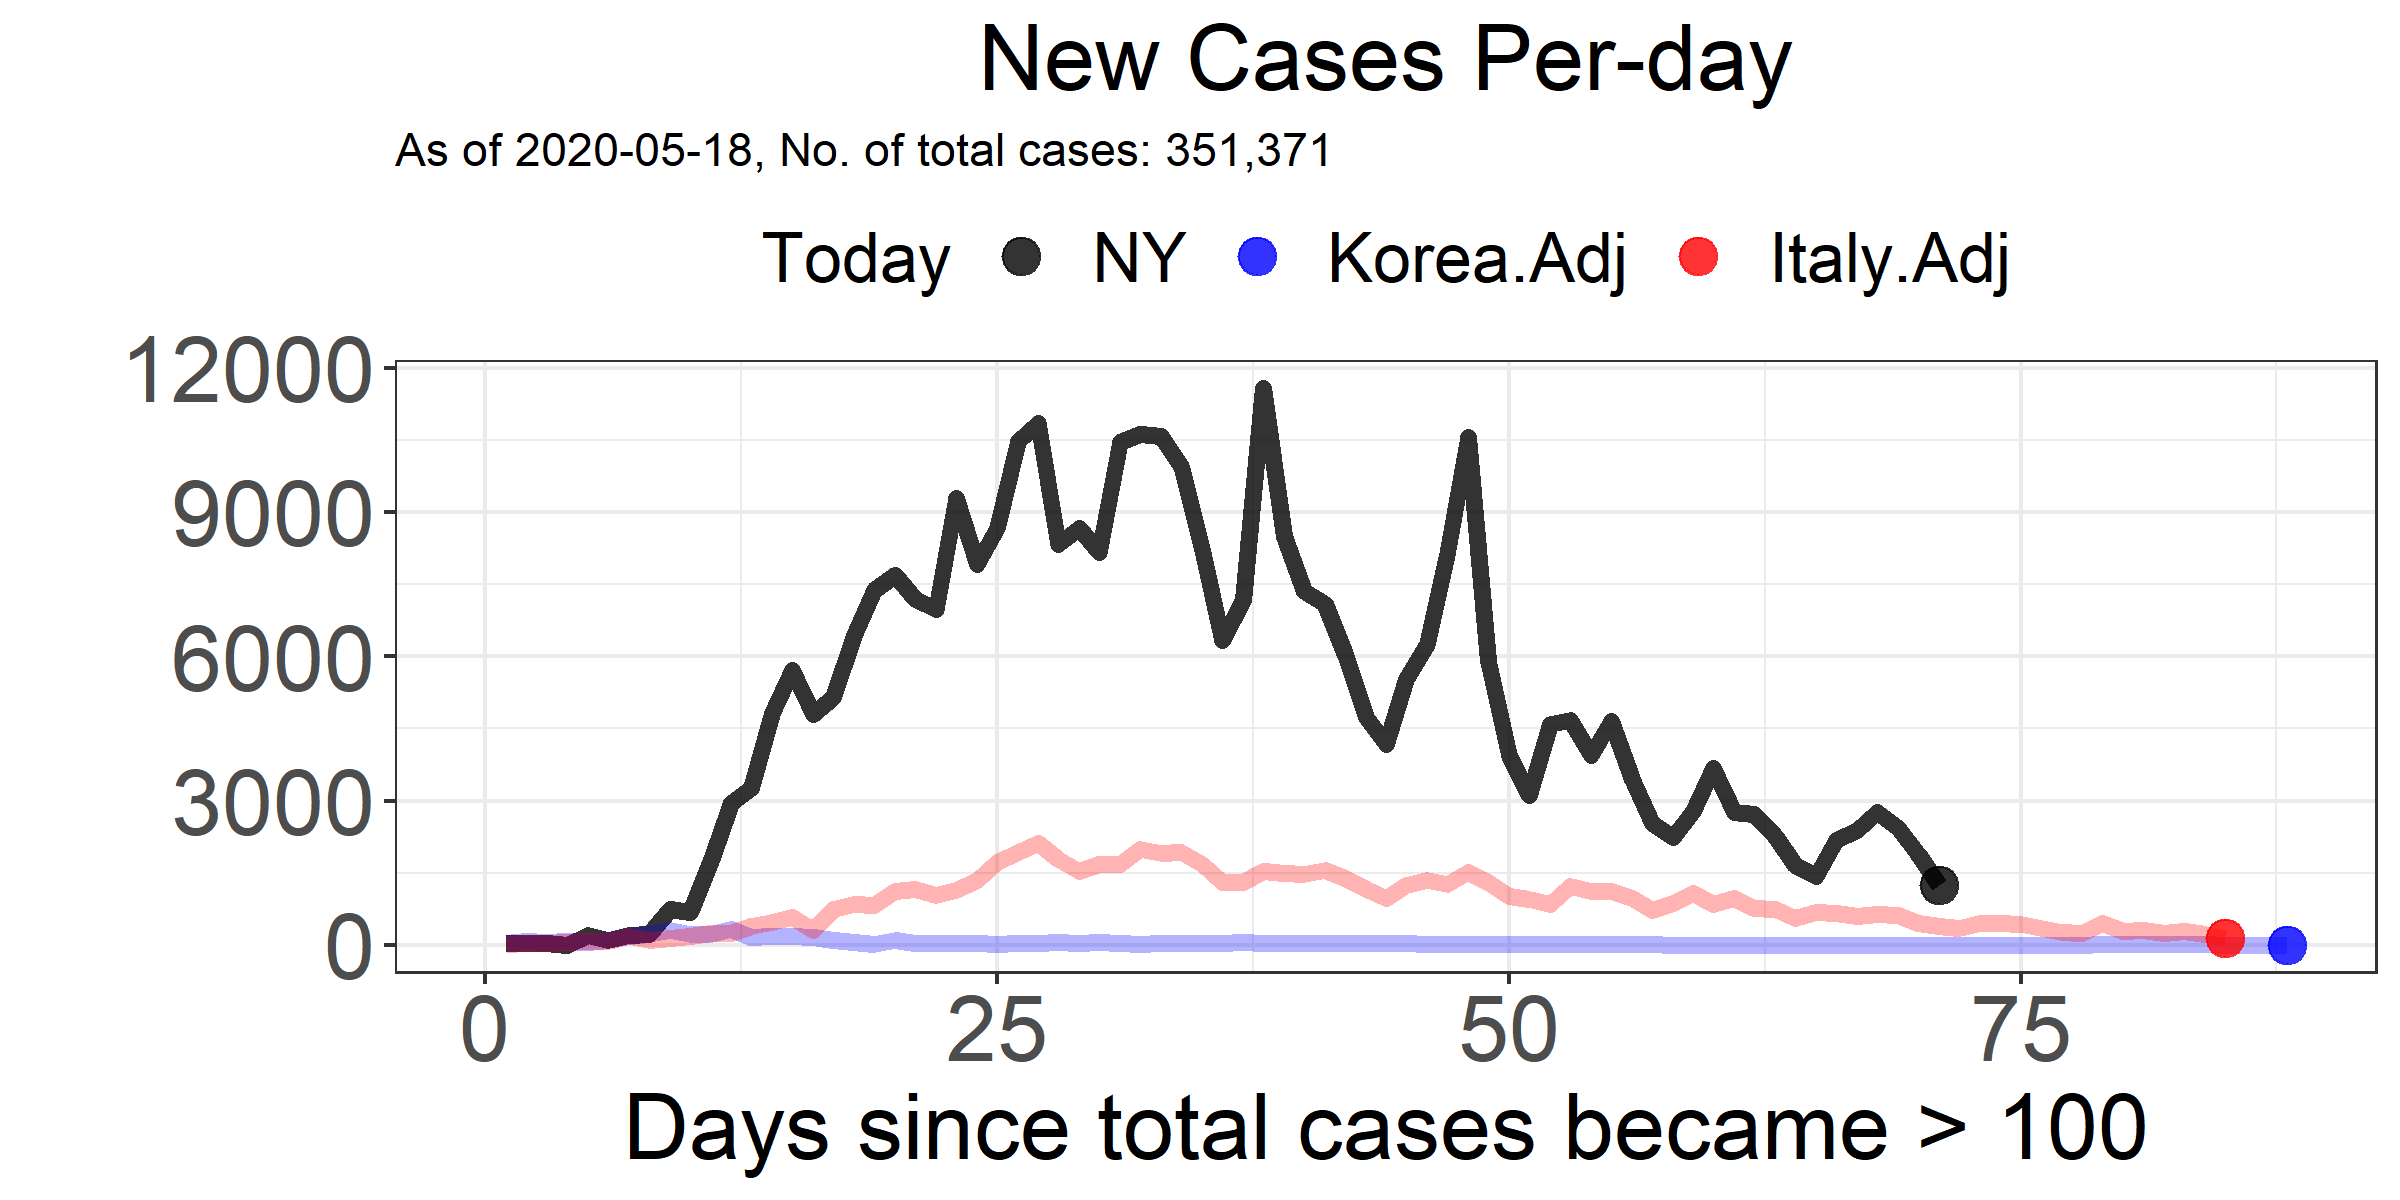 New Cases Per-day
As of 2020-05-18, No. of total cases: 351,371
Today NY Korea.Adj Italy.Adj
12000
9000
6000
3000
0
0 25 50 75
Days since total cases became > 100